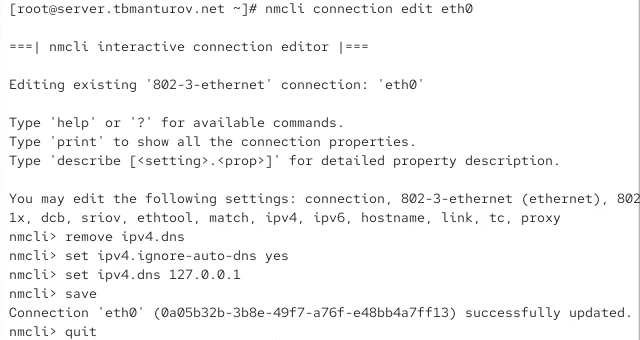 [root@server.tbmanturov.net ~]# nmcli connection edit eth0
===| nmcli interactive connection editor |===
Editing existing '802-3-ethernet' connection: 'eth0'
Type 'help' or '?' for available commands.
Type 'print' to show all the connection properties.
Type 'describe [<setting>.<prop>]' for detailed property description.
You may edit the following settings: connection, 802-3-ethernet (ethernet), 802
1x, dcb, sriov, ethtool, match, ipv4, ipv6, hostname, link, tc, proxy
nmcli> remove ipv4.dns
nmcli> set ipv4.ignore-auto-dns yes
nmcli> set ipv4.dns 127.0.0.1
nmcli> save
Connection 'eth0' (0a05b32b-3b8e-49f7-a76f-e48bb4a7ff13) successfully updated.
nmcli> quit